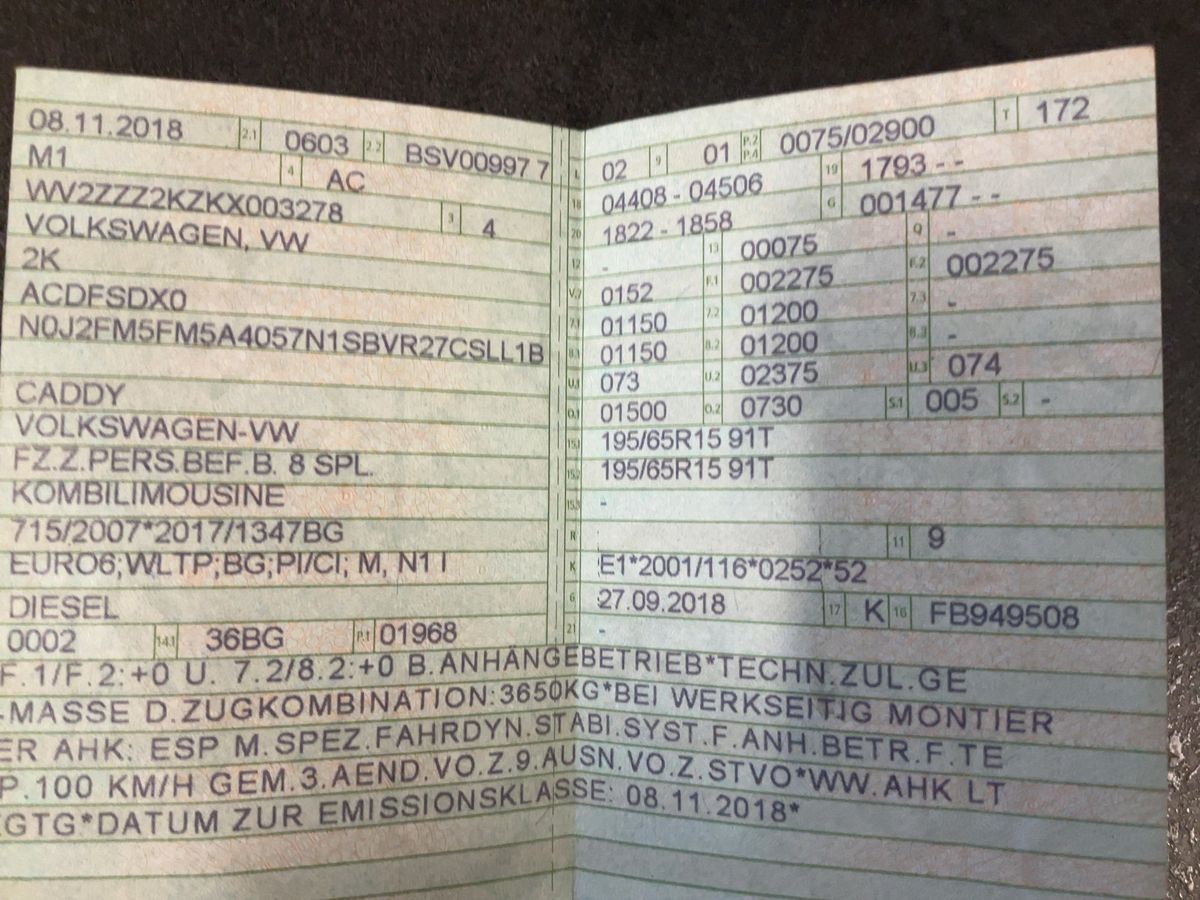 08.11.2018 2.1 0603 2.2 BSV00997 7
M1 4 AC
WV2ZZZ2KZKX003278 3 4
VOLKSWAGEN, VW
2K
ACDFSDX0
N0J2FM5FM5A4057N1SBVR27CSLL1B
CADDY
VOLKSWAGEN-VW
FZ.Z.PERS.BEF.B. 8 SPL.
KOMBILIMOUSINE
715/2007*2017/1347BG
EURO6;WLTP;BG;PI/CI; M, N1 I
DIESEL
0002 14.1 36BG P.1 01968
L 02 9 01 P.2 P.4 0075/02900 T 172
18 04408 - 04506 19 1793 - -
20 1822 - 1858 G 001477 - -
12 - 13 00075 Q -
V.7 0152 F.1 002275 F.2 002275
7.1 01150 7.2 01200 7.3 -
8.1 01150 8.2 01200 8.3 -
U.1 073 U.2 02375 U.3 074
O.1 01500 O.2 0730 S.1 005 S.2 -
15.1 195/65R15 91T
15.2 195/65R15 91T
15.3 -
R 11 9
K E1*2001/116*0252*52
6 27.09.2018 17 K 16 FB949508
21 -
F.1/F.2:+0 U. 7.2/8.2:+0 B.ANHÄNGEBETRIEB*TECHN.ZUL.GE
-MASSE D.ZUGKOMBINATION:3650KG*BEI WERKSEITIG MONTIER
ER AHK: ESP M.SPEZ.FAHRDYN.STABI.SYST.F.ANH.BETR.F.TE
P.100 KM/H GEM.3.AEND.VO.Z.9.AUSN.VO.Z.STVO*WW.AHK LT
GTG*DATUM ZUR EMISSIONSKLASSE: 08.11.2018*